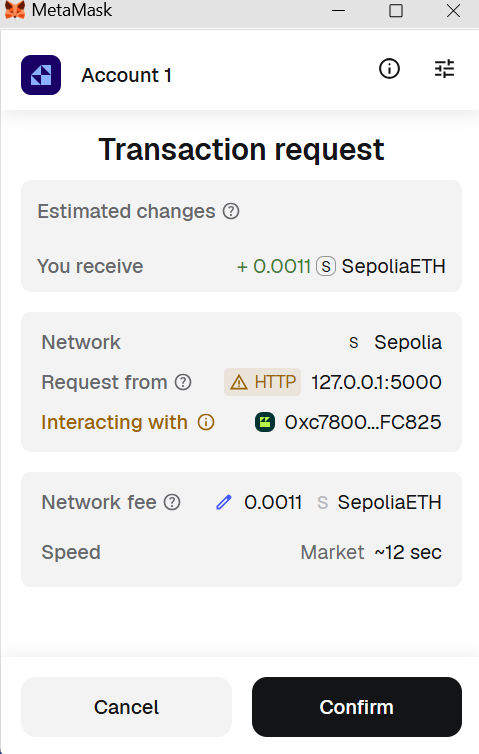 MetaMask
Account 1
Transaction request
Estimated changes
You receive + 0.0011 S SepoliaETH
Network S Sepolia
Request from HTTP 127.0.0.1:5000
Interacting with 0xc7800...FC825
Network fee 0.0011 S SepoliaETH
Speed Market ~12 sec
Cancel Confirm